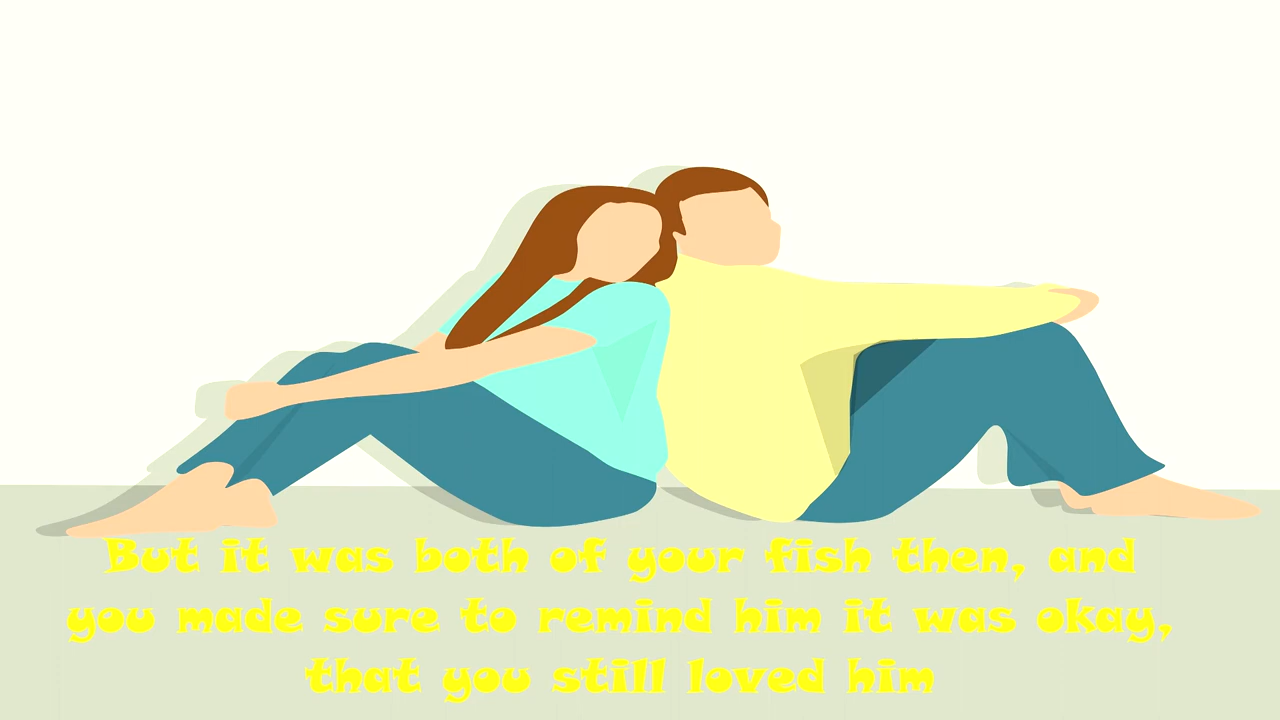 But it was both of your fish then, and
you made sure to remind him it was okay,
that you still loved him